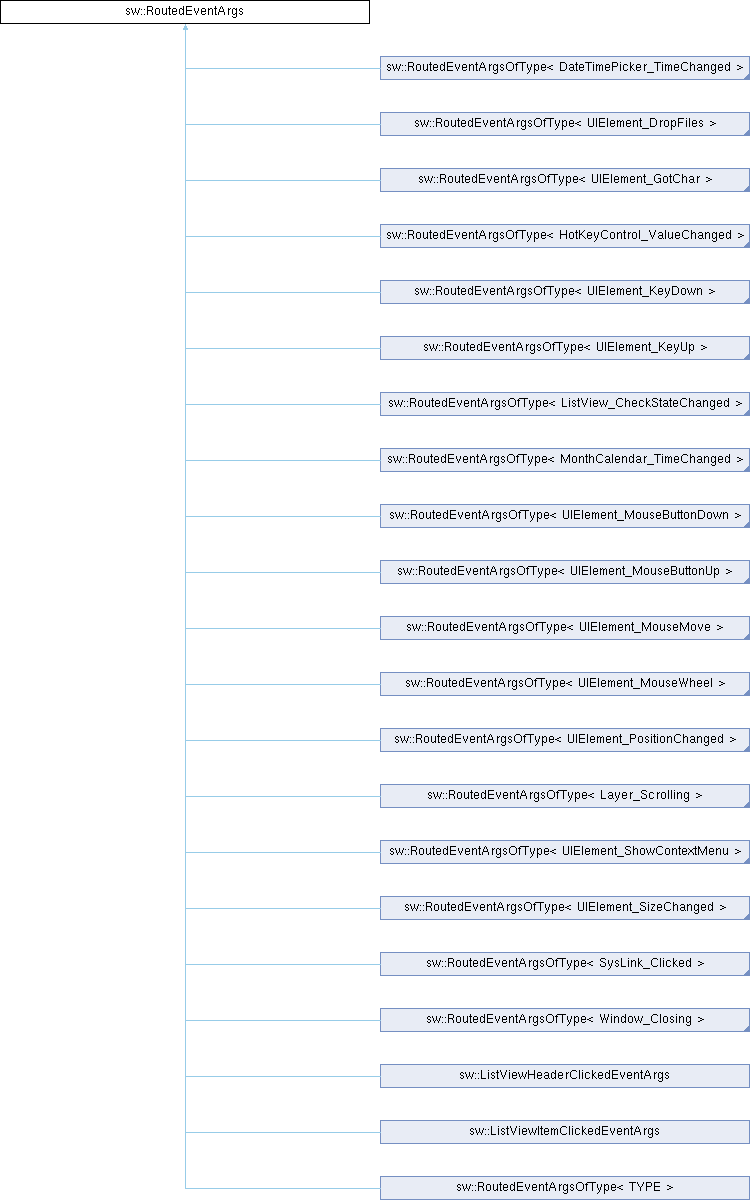 sw::RoutedEventArgs
sw::RoutedEventArgsOfType< DateTimePicker_TimeChanged >
sw::RoutedEventArgsOfType< UIElement_DropFiles >
sw::RoutedEventArgsOfType< UIElement_GotChar >
sw::RoutedEventArgsOfType< HotKeyControl_ValueChanged >
sw::RoutedEventArgsOfType< UIElement_KeyDown >
sw::RoutedEventArgsOfType< UIElement_KeyUp >
sw::RoutedEventArgsOfType< ListView_CheckStateChanged >
sw::RoutedEventArgsOfType< MonthCalendar_TimeChanged >
sw::RoutedEventArgsOfType< UIElement_MouseButtonDown >
sw::RoutedEventArgsOfType< UIElement_MouseButtonUp >
sw::RoutedEventArgsOfType< UIElement_MouseMove >
sw::RoutedEventArgsOfType< UIElement_MouseWheel >
sw::RoutedEventArgsOfType< UIElement_PositionChanged >
sw::RoutedEventArgsOfType< Layer_Scrolling >
sw::RoutedEventArgsOfType< UIElement_ShowContextMenu >
sw::RoutedEventArgsOfType< UIElement_SizeChanged >
sw::RoutedEventArgsOfType< SysLink_Clicked >
sw::RoutedEventArgsOfType< Window_Closing >
sw::ListViewHeaderClickedEventArgs
sw::ListViewItemClickedEventArgs
sw::RoutedEventArgsOfType< TYPE >